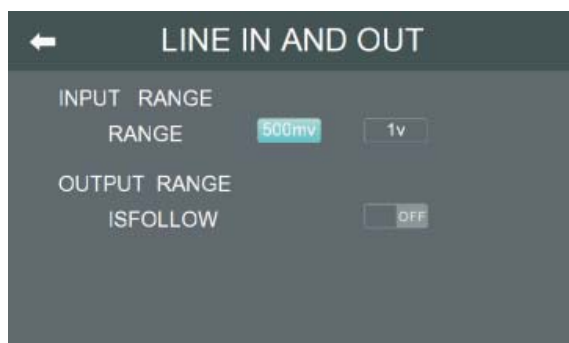 LINE IN AND OUT
INPUT RANGE
RANGE 500mv 1v
OUTPUT RANGE
ISFOLLOW OFF